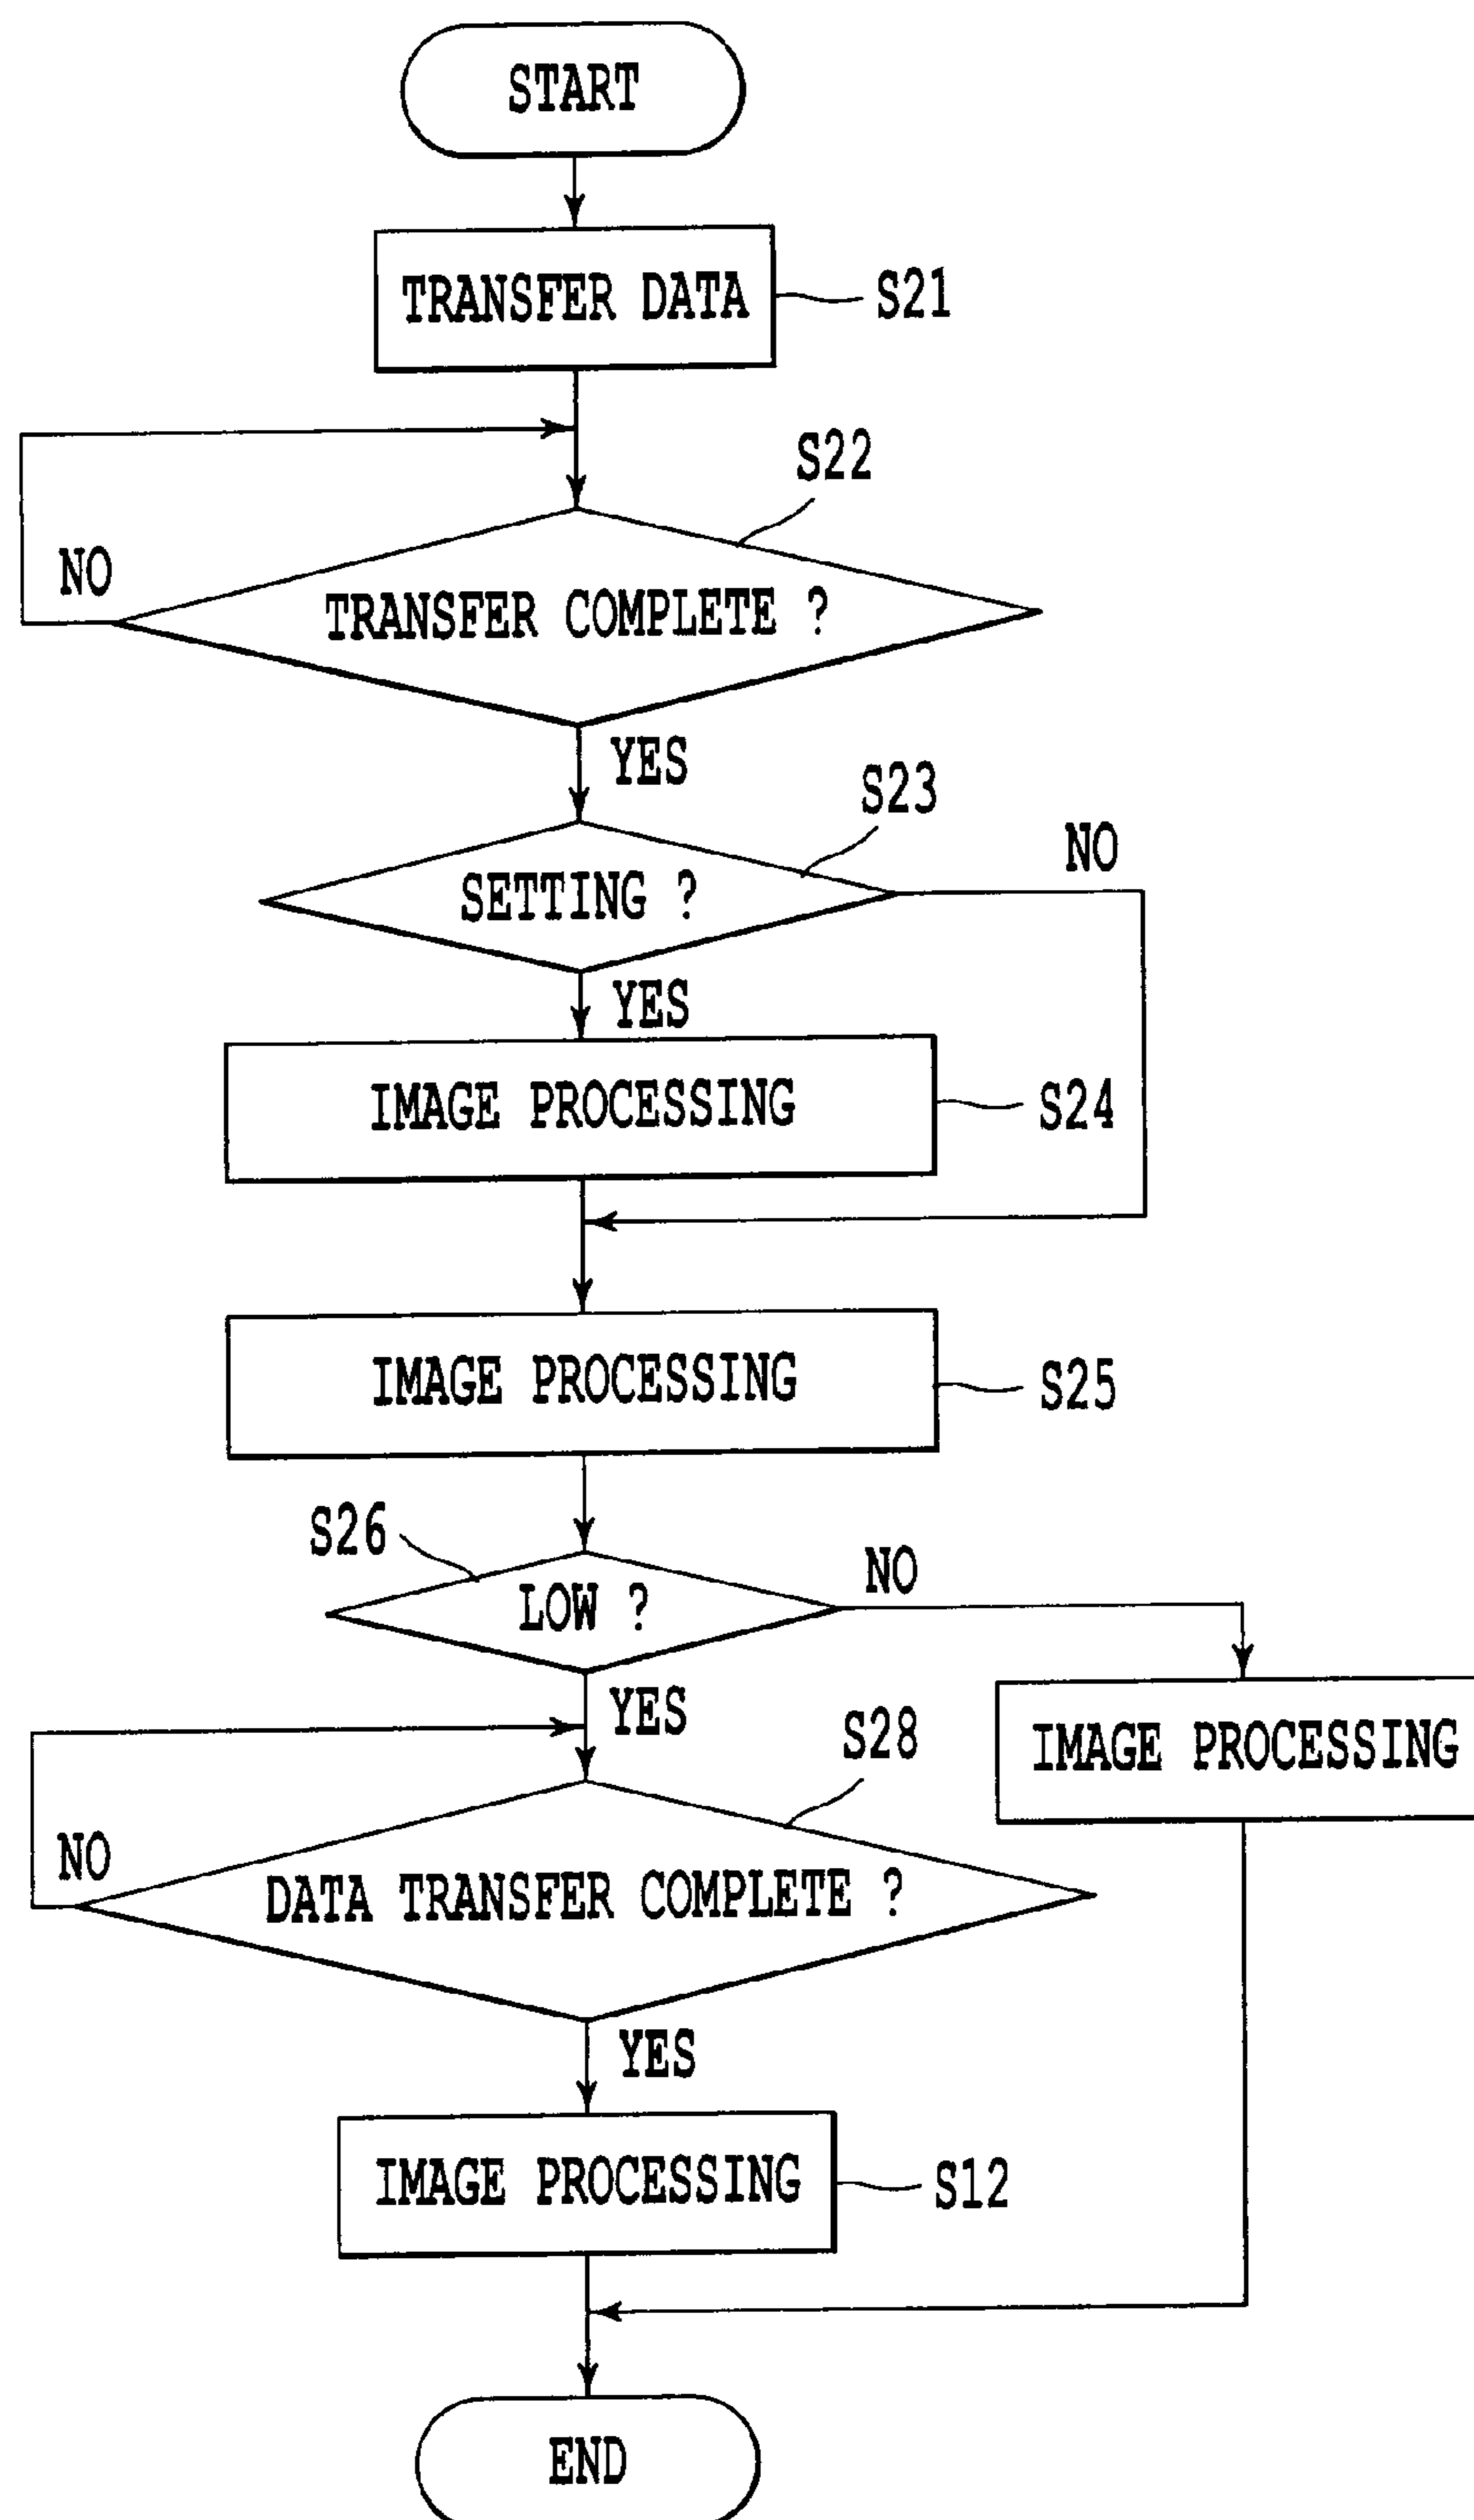 START
TRANSFER DATA
S21
S22
NO
TRANSFER COMPLETE ?
YES
S23
NO
SETTING ?
YES
IMAGE PROCESSING
S24
IMAGE PROCESSING
S25
S26
NO
LOW ?
YES
S28
IMAGE PROCESSING
NO
DATA TRANSFER COMPLETE ?
YES
IMAGE PROCESSING
S12
END